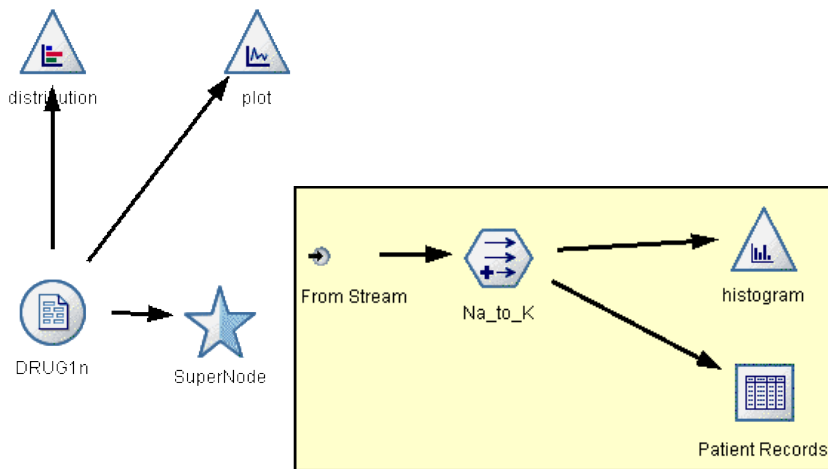 distribution
plot
From Stream
Na_to_K
histogram
DRUG1n
SuperNode
Patient Records